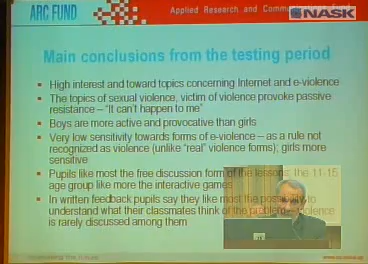 ARC FUND
Applied Research and Commu
NASK
Main conclusions from the testing period
High interest and toward topics concerning Internet and e-violence
The topics of sexual violence, victim of violence provoke passive
resistance – "It can't happen to me"
Boys are more active and provocative than girls
Very low sensitivity towards forms of e-violence – as a rule not
recognized as violence (unlike "real" violence forms); girls more
sensitive
Pupils like most the free discussion form of the lessons; the 11-15
age group like more the interactive games
In written feedback pupils say they like most the possibility to
understand what their classmates think of the problem – violence
is rarely discussed among them